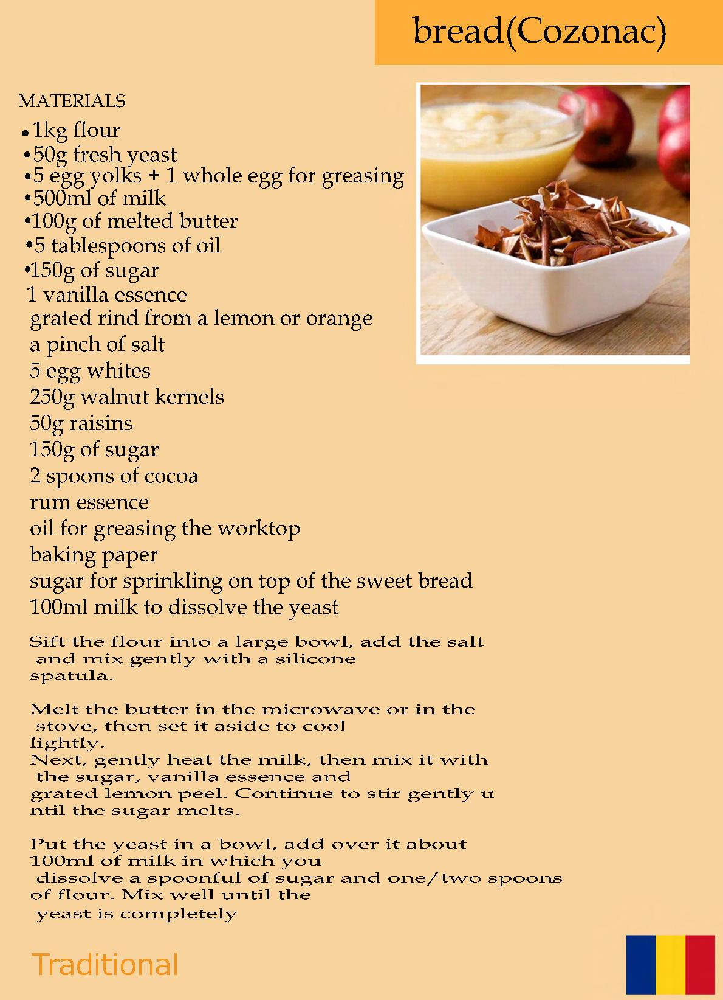 bread(Cozonac)
MATERIALS
•1kg flour
•50g fresh yeast
•5 egg yolks + 1 whole egg for greasing
•500ml of milk
•100g of melted butter
•5 tablespoons of oil
•150g of sugar
1 vanilla essence
grated rind from a lemon or orange
a pinch of salt
5 egg whites
250g walnut kernels
50g raisins
150g of sugar
2 spoons of cocoa
rum essence
oil for greasing the worktop
baking paper
sugar for sprinkling on top of the sweet bread
100ml milk to dissolve the yeast
Sift the flour into a large bowl, add the salt
and mix gently with a silicone
spatula.
Melt the butter in the microwave or in the
stove, then set it aside to cool
lightly.
Next, gently heat the milk, then mix it with
the sugar, vanilla essence and
grated lemon peel. Continue to stir gently u
ntil the sugar melts.
Put the yeast in a bowl, add over it about
100ml of milk in which you
dissolve a spoonful of sugar and one/two spoons
of flour. Mix well until the
yeast is completely
Traditional